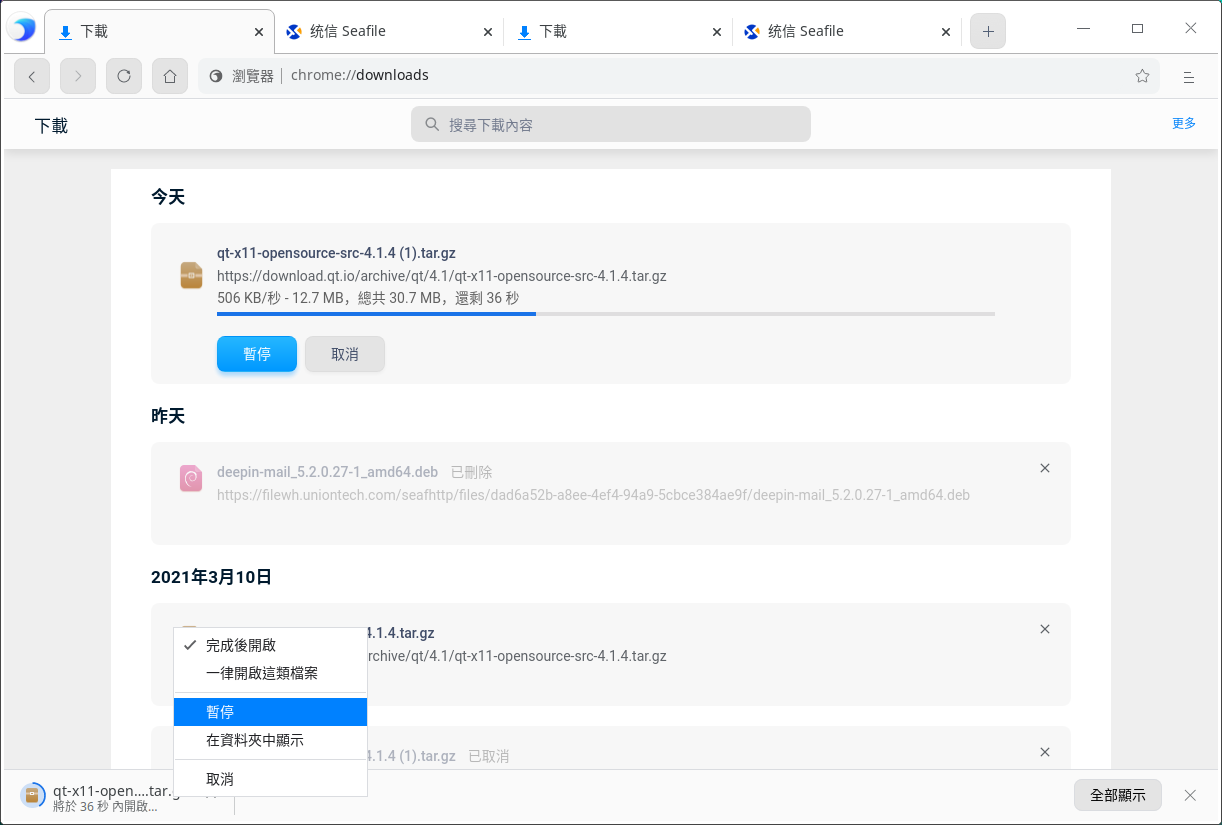 下載
统信 Seafile
下載
统信 Seafile
瀏覽器 | chrome://downloads
下載
搜尋下載內容
更多
今天
qt-x11-opensource-src-4.1.4 (1).tar.gz
https://download.qt.io/archive/qt/4.1/qt-x11-opensource-src-4.1.4.tar.gz
506 KB/秒 - 12.7 MB，總共 30.7 MB，還剩 36 秒
暫停
取消
昨天
deepin-mail_5.2.0.27-1_amd64.deb 已刪除
https://filewh.uniontech.com/seafhttp/files/dad6a52b-a8ee-4ef4-94a9-5cbce384ae9f/deepin-mail_5.2.0.27-1_amd64.deb
2021年3月10日
4.1.4.tar.gz
rchive/qt/4.1/qt-x11-opensource-src-4.1.4.tar.gz
4.1.4 (1).tar.gz 已取消
完成後開啟
一律開啟這類檔案
暫停
在資料夾中顯示
取消
qt-x11-open....tar.g
將於 36 秒 內開啟...
全部顯示